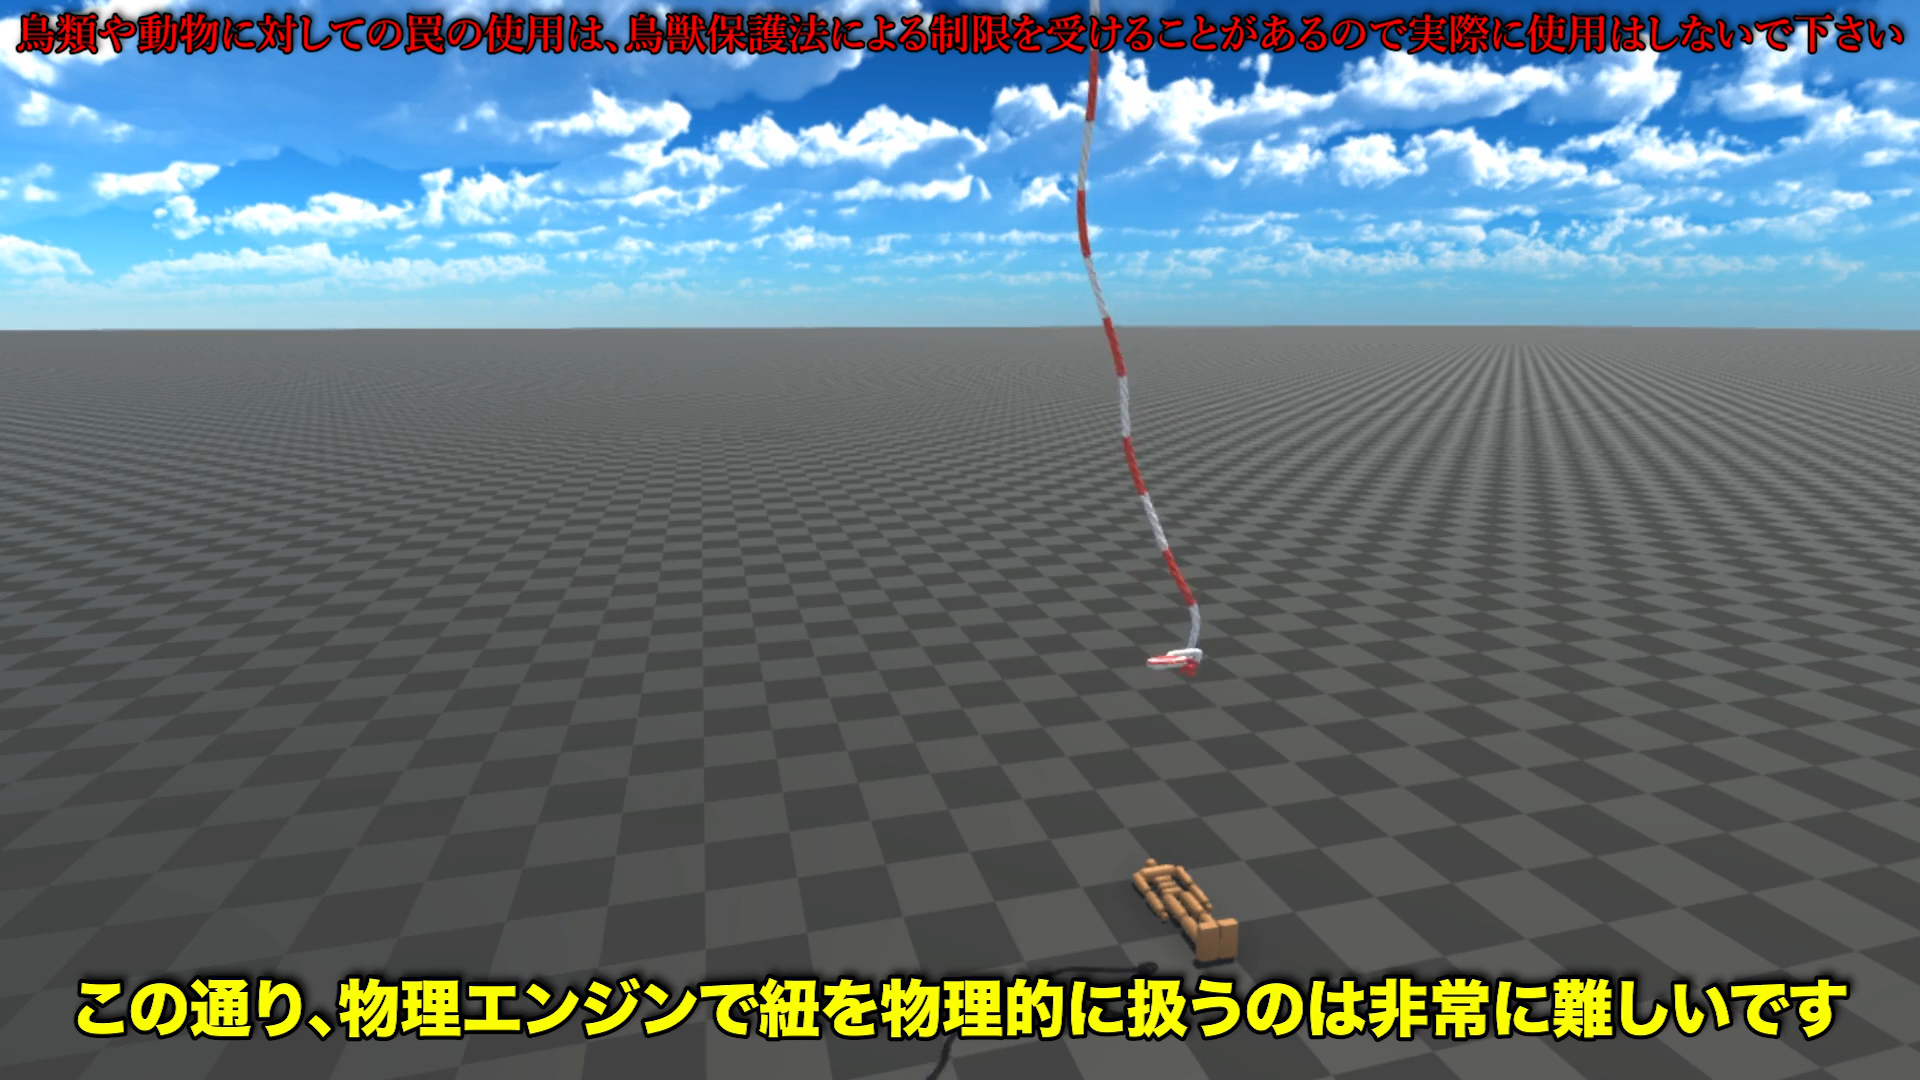 鳥類や動物に対しての罠の使用は、鳥獣保護法による制限を受けることがあるので実際に使用はしないで下さい
この通り、物理エンジンで紐を物理的に扱うのは非常に難しいです